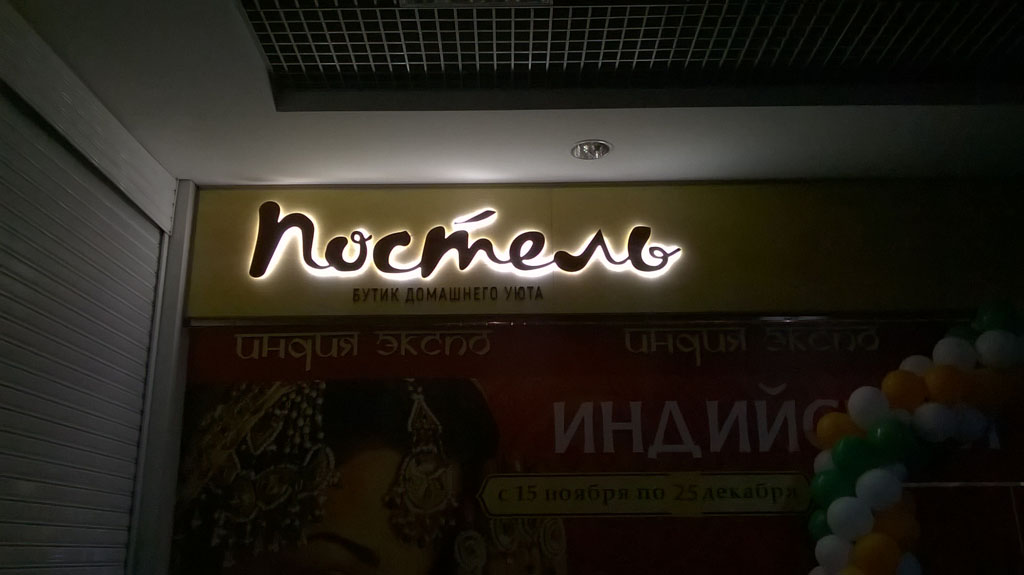 Постель
БУТИК ДОМАШНЕГО УЮТА
ИНДИЯ ЭКСПО ИНДИЯ ЭКСПО
с 15 ноября по 25 декабря